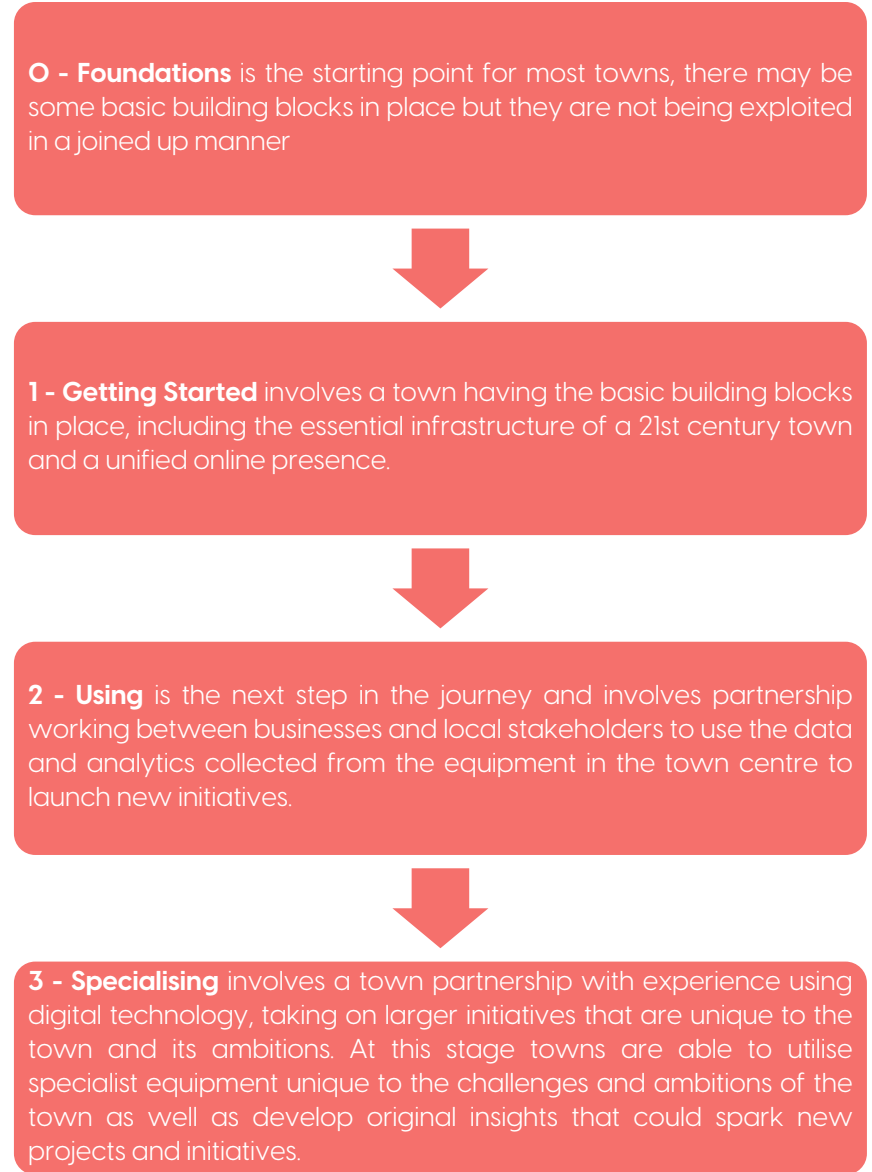 0 - Foundations is the starting point for most towns, there may be
some basic building blocks in place but they are not being exploited
in a joined up manner
1 - Getting Started involves a town having the basic building blocks
in place, including the essential infrastructure of a 21st century town
and a unified online presence.
2 - Using is the next step in the journey and involves partnership
working between businesses and local stakeholders to use the data
and analytics collected from the equipment in the town centre to
launch new initiatives.
3 - Specialising involves a town partnership with experience using
digital technology, taking on larger initiatives that are unique to the
town and its ambitions. At this stage towns are able to utilise
specialist equipment unique to the challenges and ambitions of the
town as well as develop original insights that could spark new
projects and initiatives.